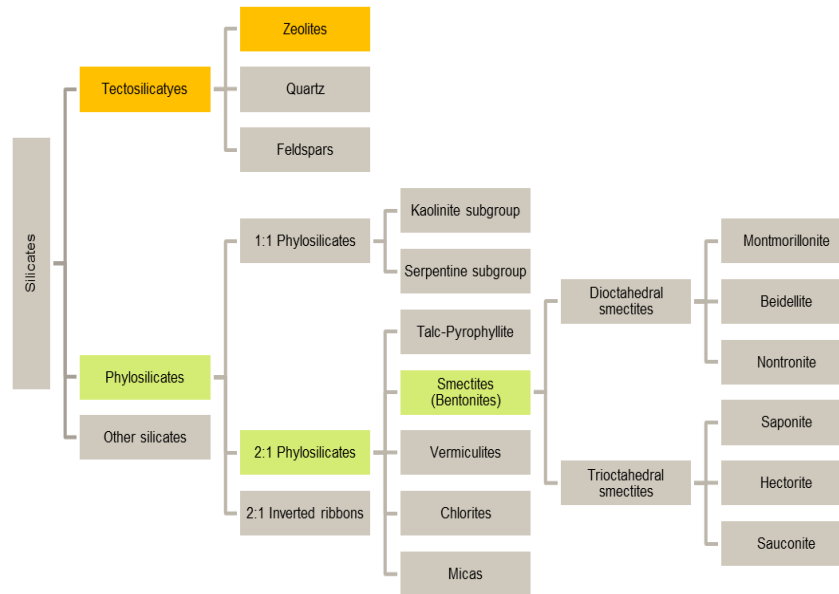 Silicates
Tectosilicatyes
Zeolites
Quartz
Feldspars
Phylosilicates
1:1 Phylosilicates
Kaolinite subgroup
Serpentine subgroup
2:1 Phylosilicates
Talc-Pyrophyllite
Smectites
(Bentonites)
Dioctahedral
smectites
Montmorillonite
Beidellite
Nontronite
Trioctahedral
smectites
Saponite
Hectorite
Sauconite
Vermiculites
Chlorites
Micas
2:1 Inverted ribbons
Other silicates